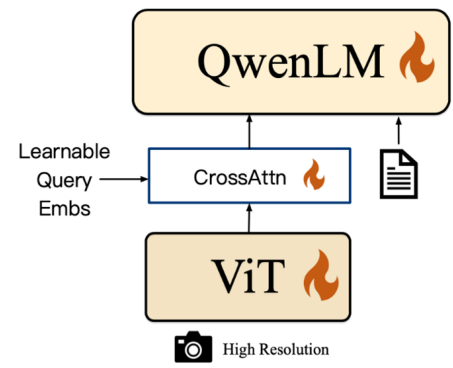 QwenLM
Learnable
Query
Embs
CrossAttn
ViT
High Resolution